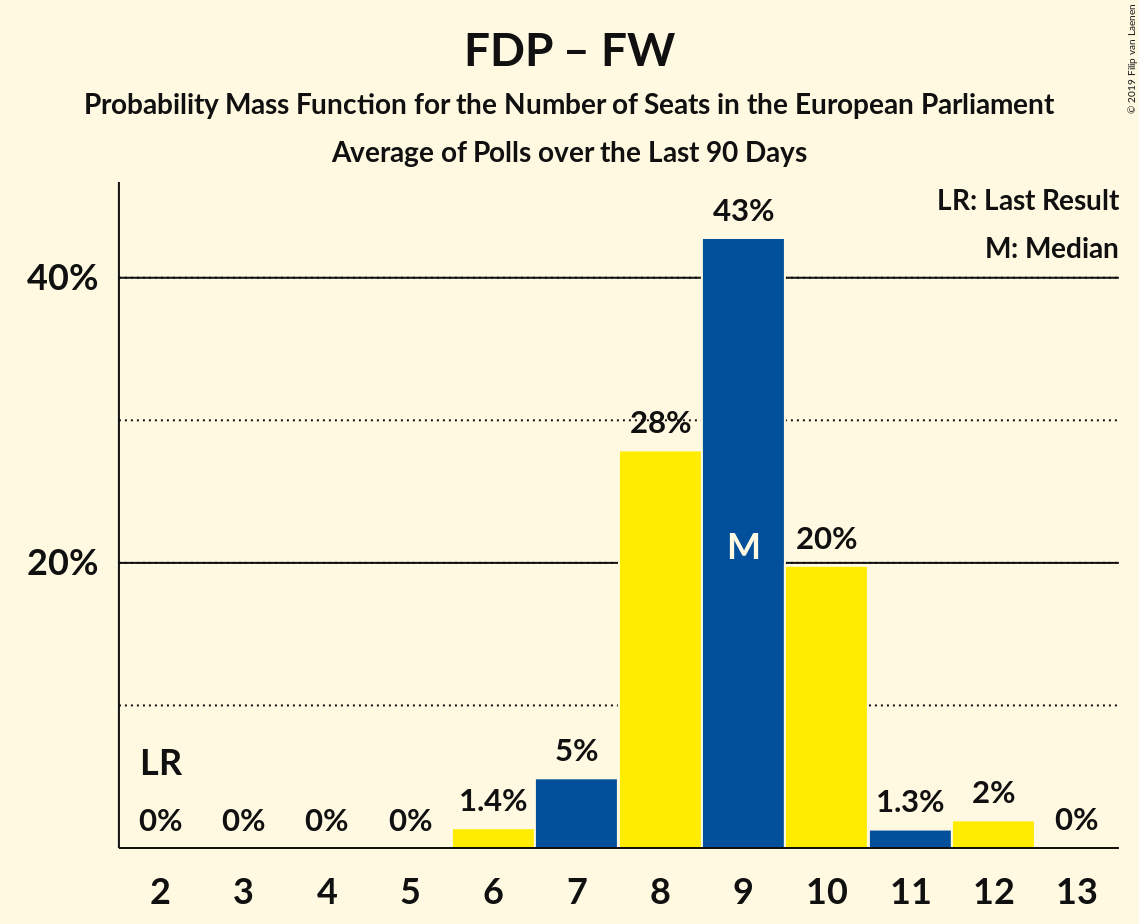 FDP – FW
Probability Mass Function for the Number of Seats in the European Parliament
Average of Polls over the Last 90 Days
© 2019 Filip van Laenen
LR: Last Result
M: Median
43%
40%
28%
M
20%
20%
LR
5%
1.4%
1.3%
2%
0%
0%
0%
0%
0%
2 3 4 5 6 7 8 9 10 11 12 13